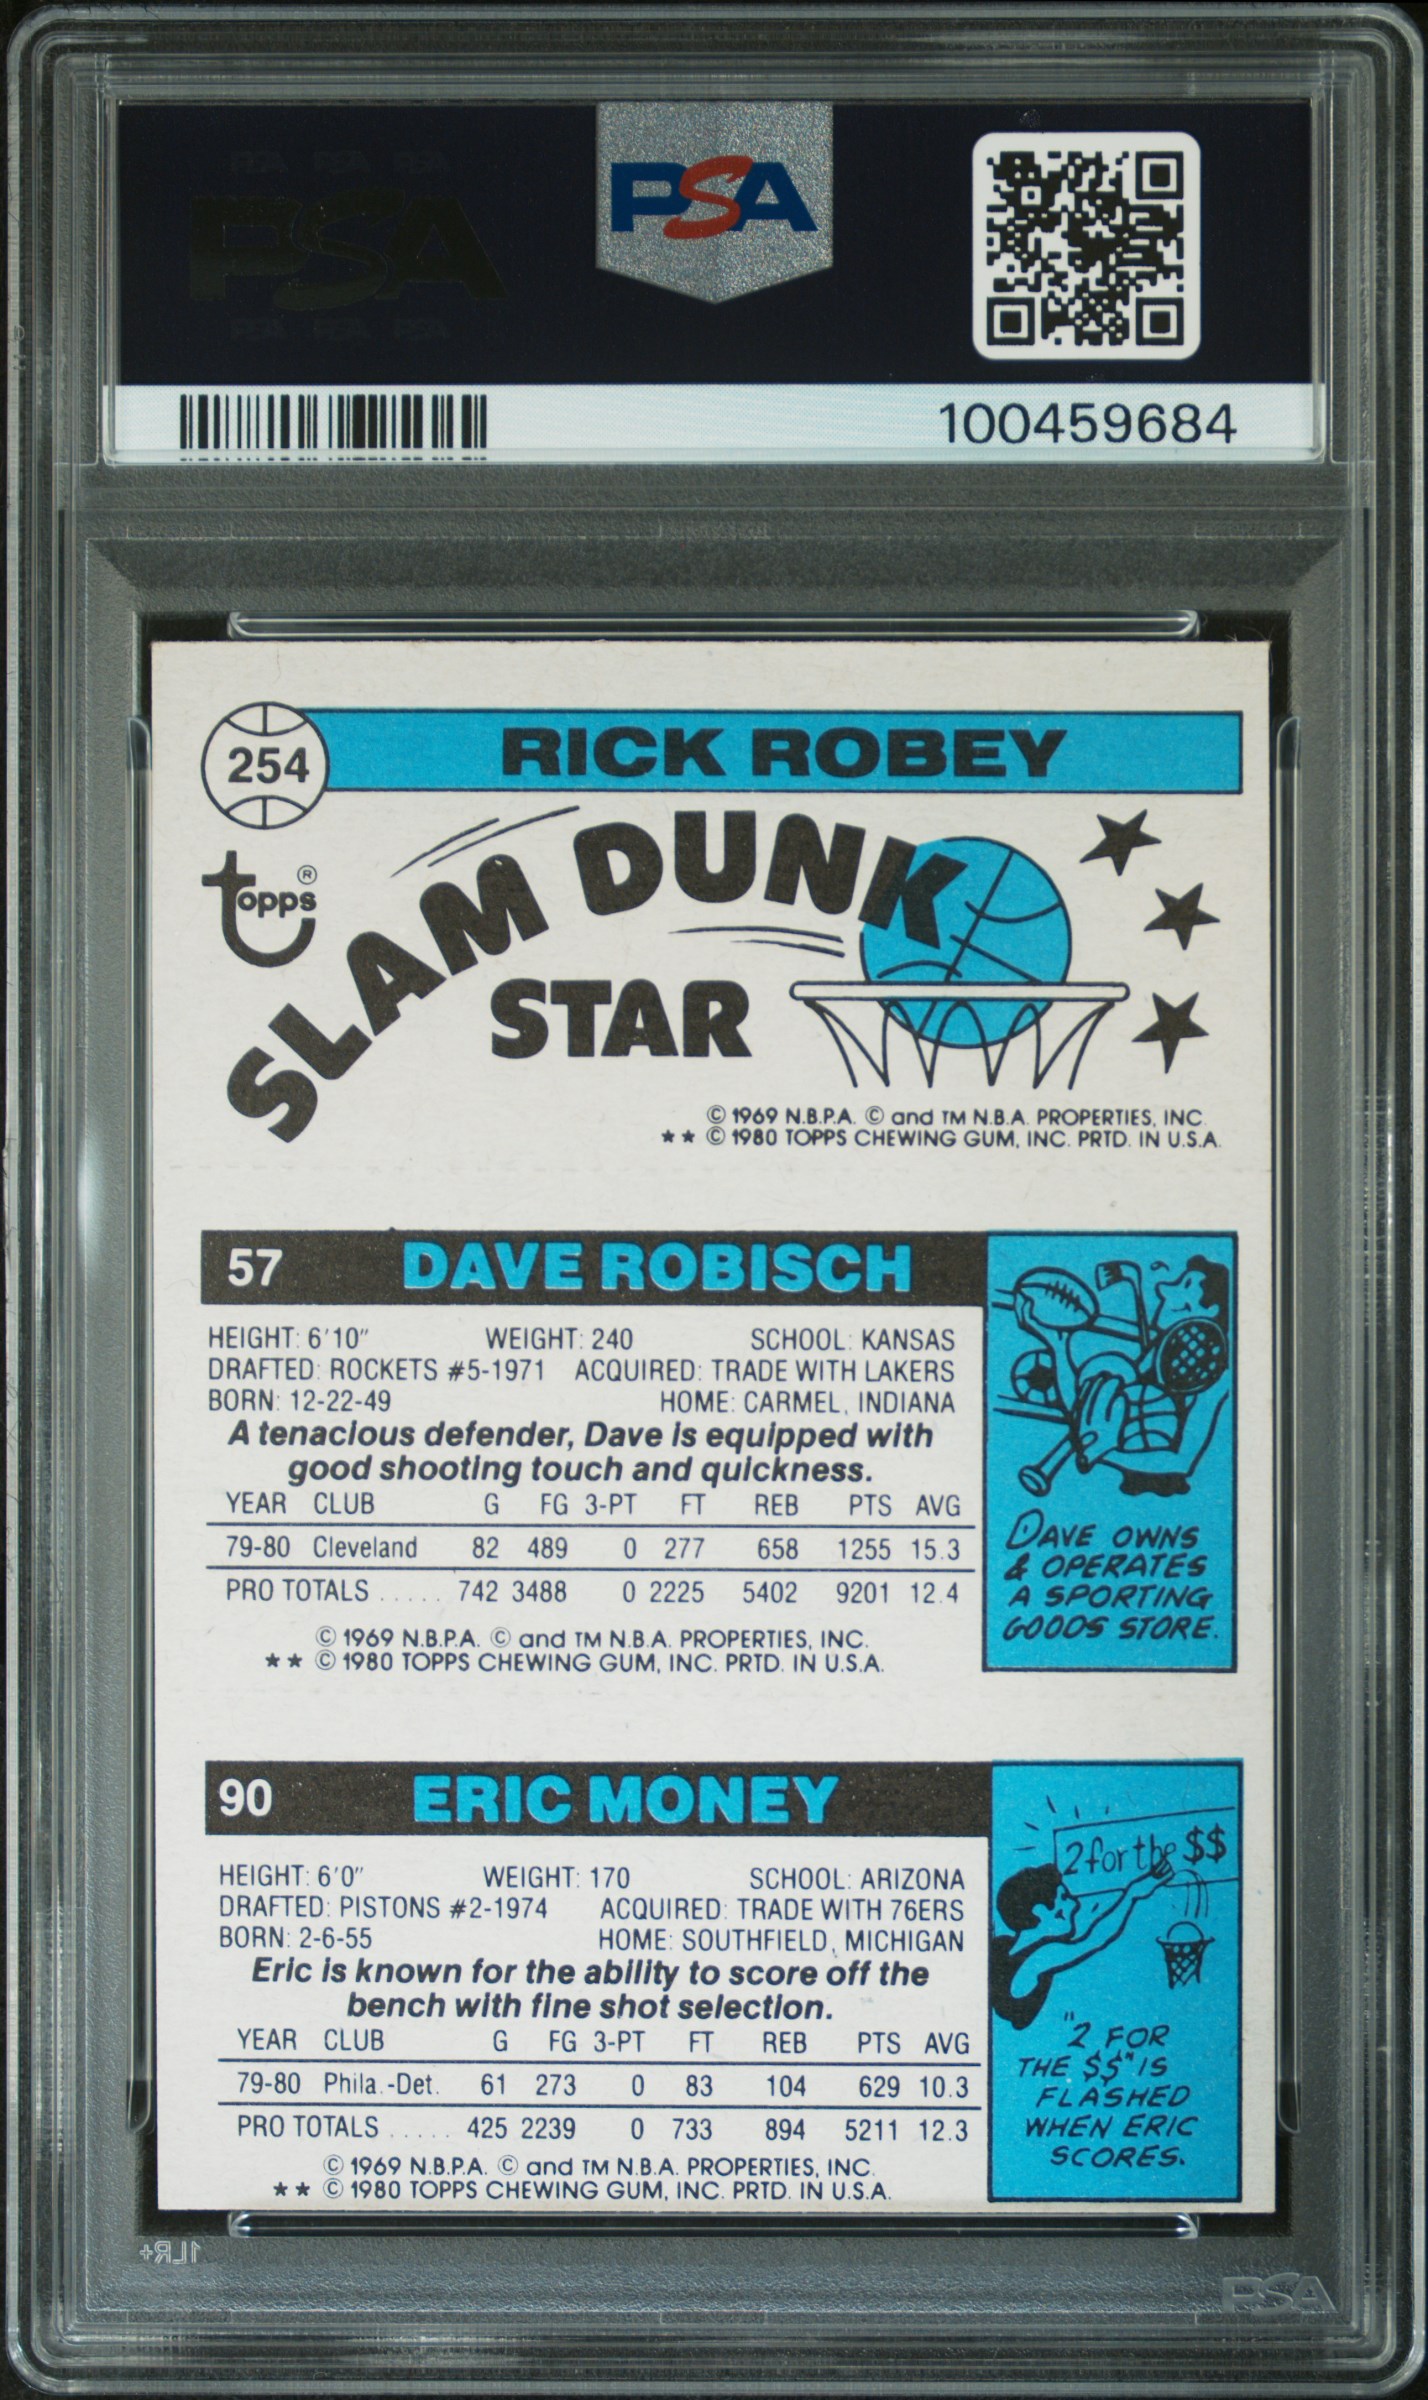 PSA
PSA
100459684
254 RICK ROBEY
topps®
SLAM DUNK
STAR
© 1969 N.B.P.A. © and TM N.B.A. PROPERTIES, INC.
** © 1980 TOPPS CHEWING GUM, INC. PRTD. IN U.S.A.
57 DAVE ROBISCH
HEIGHT: 6'10" WEIGHT: 240 SCHOOL: KANSAS
DRAFTED: ROCKETS #5-1971 ACQUIRED: TRADE WITH LAKERS
BORN: 12-22-49 HOME: CARMEL, INDIANA
A tenacious defender, Dave is equipped with
good shooting touch and quickness.
YEAR CLUB G FG 3-PT FT REB PTS AVG
79-80 Cleveland 82 489 0 277 658 1255 15.3
PRO TOTALS ..... 742 3488 0 2225 5402 9201 12.4
© 1969 N.B.P.A. © and TM N.B.A. PROPERTIES, INC.
** © 1980 TOPPS CHEWING GUM, INC. PRTD. IN U.S.A.
DAVE OWNS
& OPERATES
A SPORTING
GOODS STORE.
90 ERIC MONEY
HEIGHT: 6'0" WEIGHT: 170 SCHOOL: ARIZONA
DRAFTED: PISTONS #2-1974 ACQUIRED: TRADE WITH 76ERS
BORN: 2-6-55 HOME: SOUTHFIELD, MICHIGAN
Eric is known for the ability to score off the
bench with fine shot selection.
YEAR CLUB G FG 3-PT FT REB PTS AVG
79-80 Phila.-Det. 61 273 0 83 104 629 10.3
PRO TOTALS ..... 425 2239 0 733 894 5211 12.3
© 1969 N.B.P.A. © and TM N.B.A. PROPERTIES, INC.
** © 1980 TOPPS CHEWING GUM, INC. PRTD. IN U.S.A.
2 for the $$
"2 FOR
THE $$" IS
FLASHED
WHEN ERIC
SCORES.
1LR+
PSA